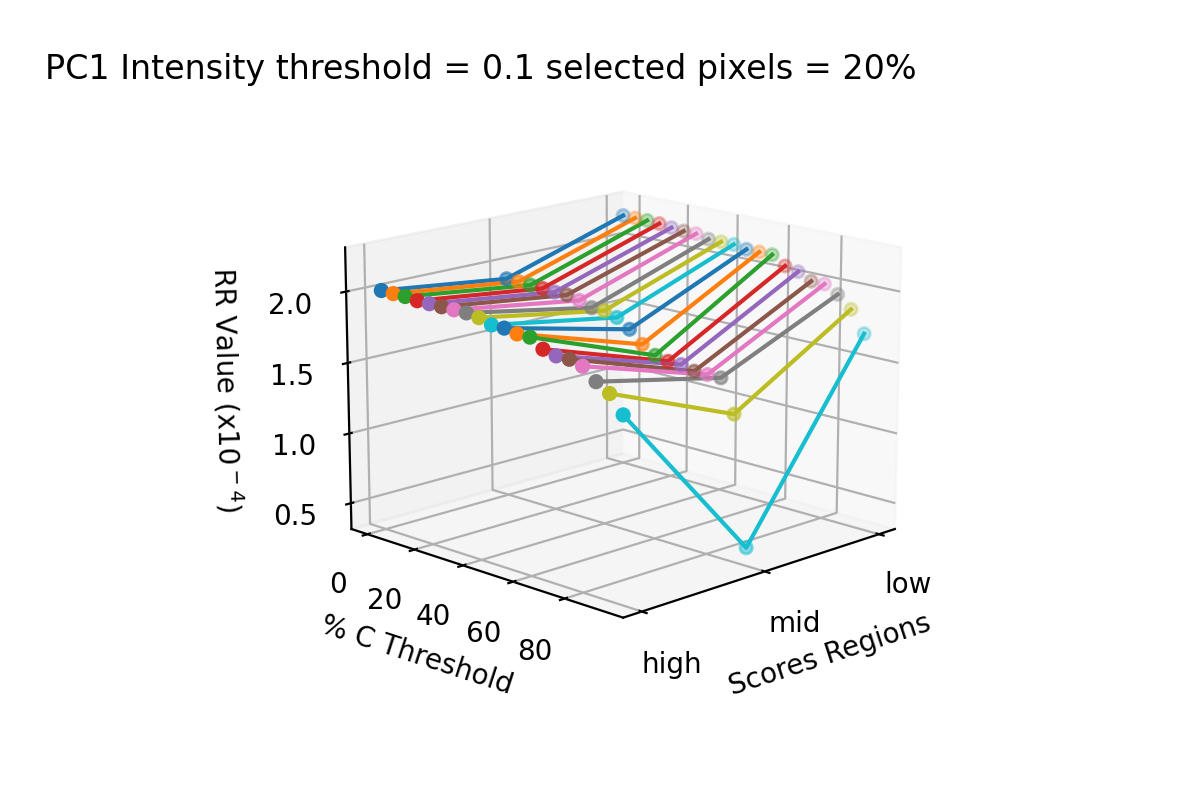 PC1 Intensity threshold = 0.1 selected pixels = 20%
RR Value (x10⁻⁴)
2.0
1.5
1.0
0.5
0
20
40
60
80
% C Threshold
high
mid
low
Scores Regions